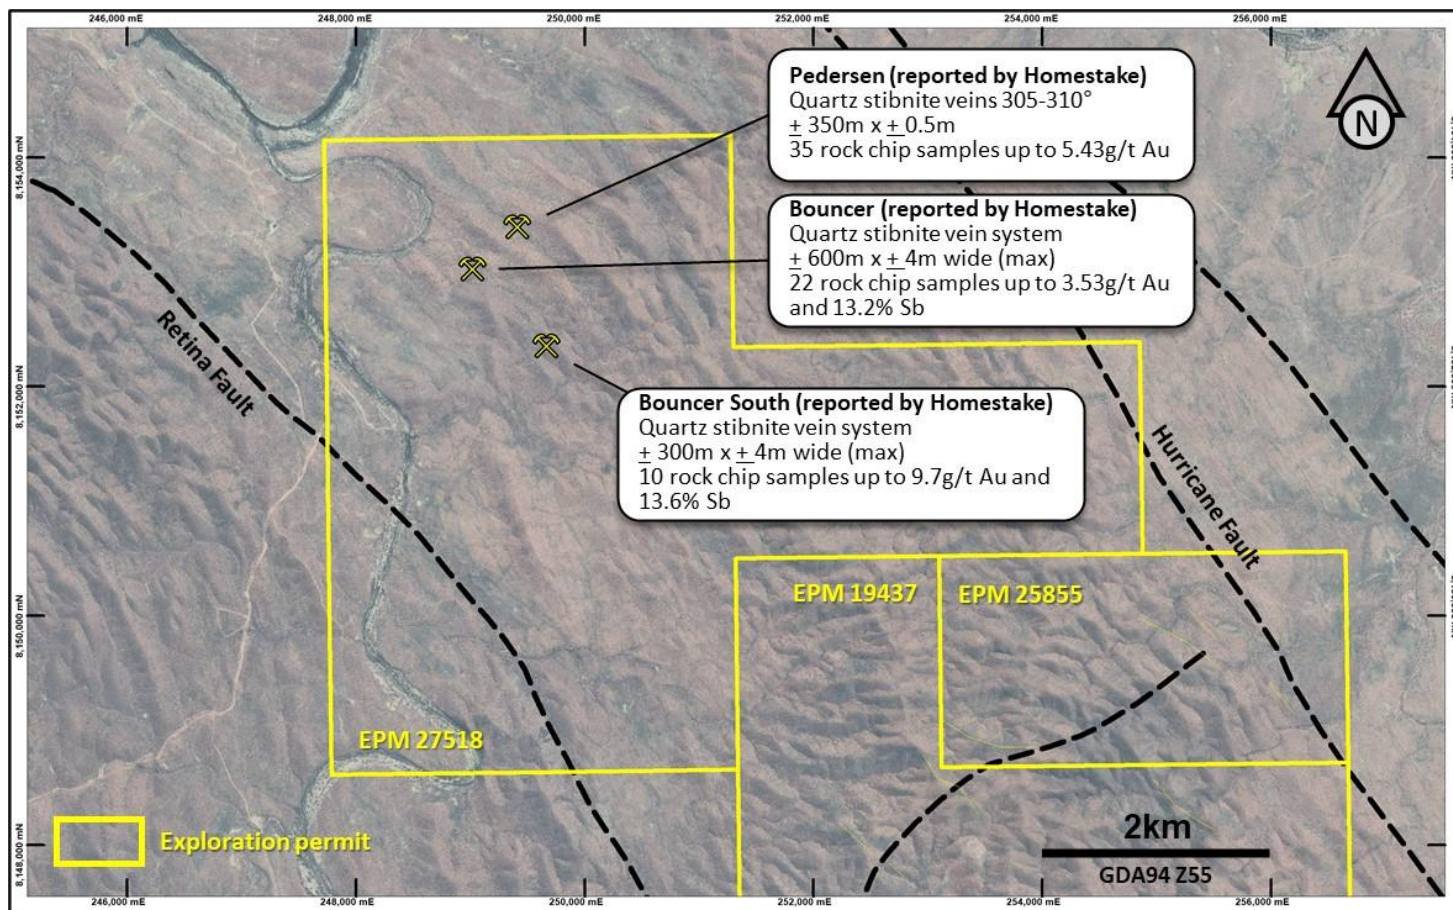 246,000 mE
248,000 mE
250,000 mE
252,000 mE
254,000 mE
256,000 mE
Pedersen (reported by Homestake)
Quartz stibnite veins 305-310°
± 350m x ± 0.5m
35 rock chip samples up to 5.43g/t Au
N
8,154,000 mN
Bouncer (reported by Homestake)
Quartz stibnite vein system
± 600m x ± 4m wide (max)
22 rock chip samples up to 3.53g/t Au
and 13.2% Sb
Retina Fault
8,152,000 mN
Bouncer South (reported by Homestake)
Quartz stibnite vein system
± 300m x ± 4m wide (max)
10 rock chip samples up to 9.7g/t Au and
13.6% Sb
Hurricane Fault
EPM 19437
EPM 25855
8,150,000 mN
EPM 27518
Exploration permit
2km
GDA94 Z55
8,148,000 mN
246,000 mE
248,000 mE
250,000 mE
252,000 mE
254,000 mE
256,000 mE